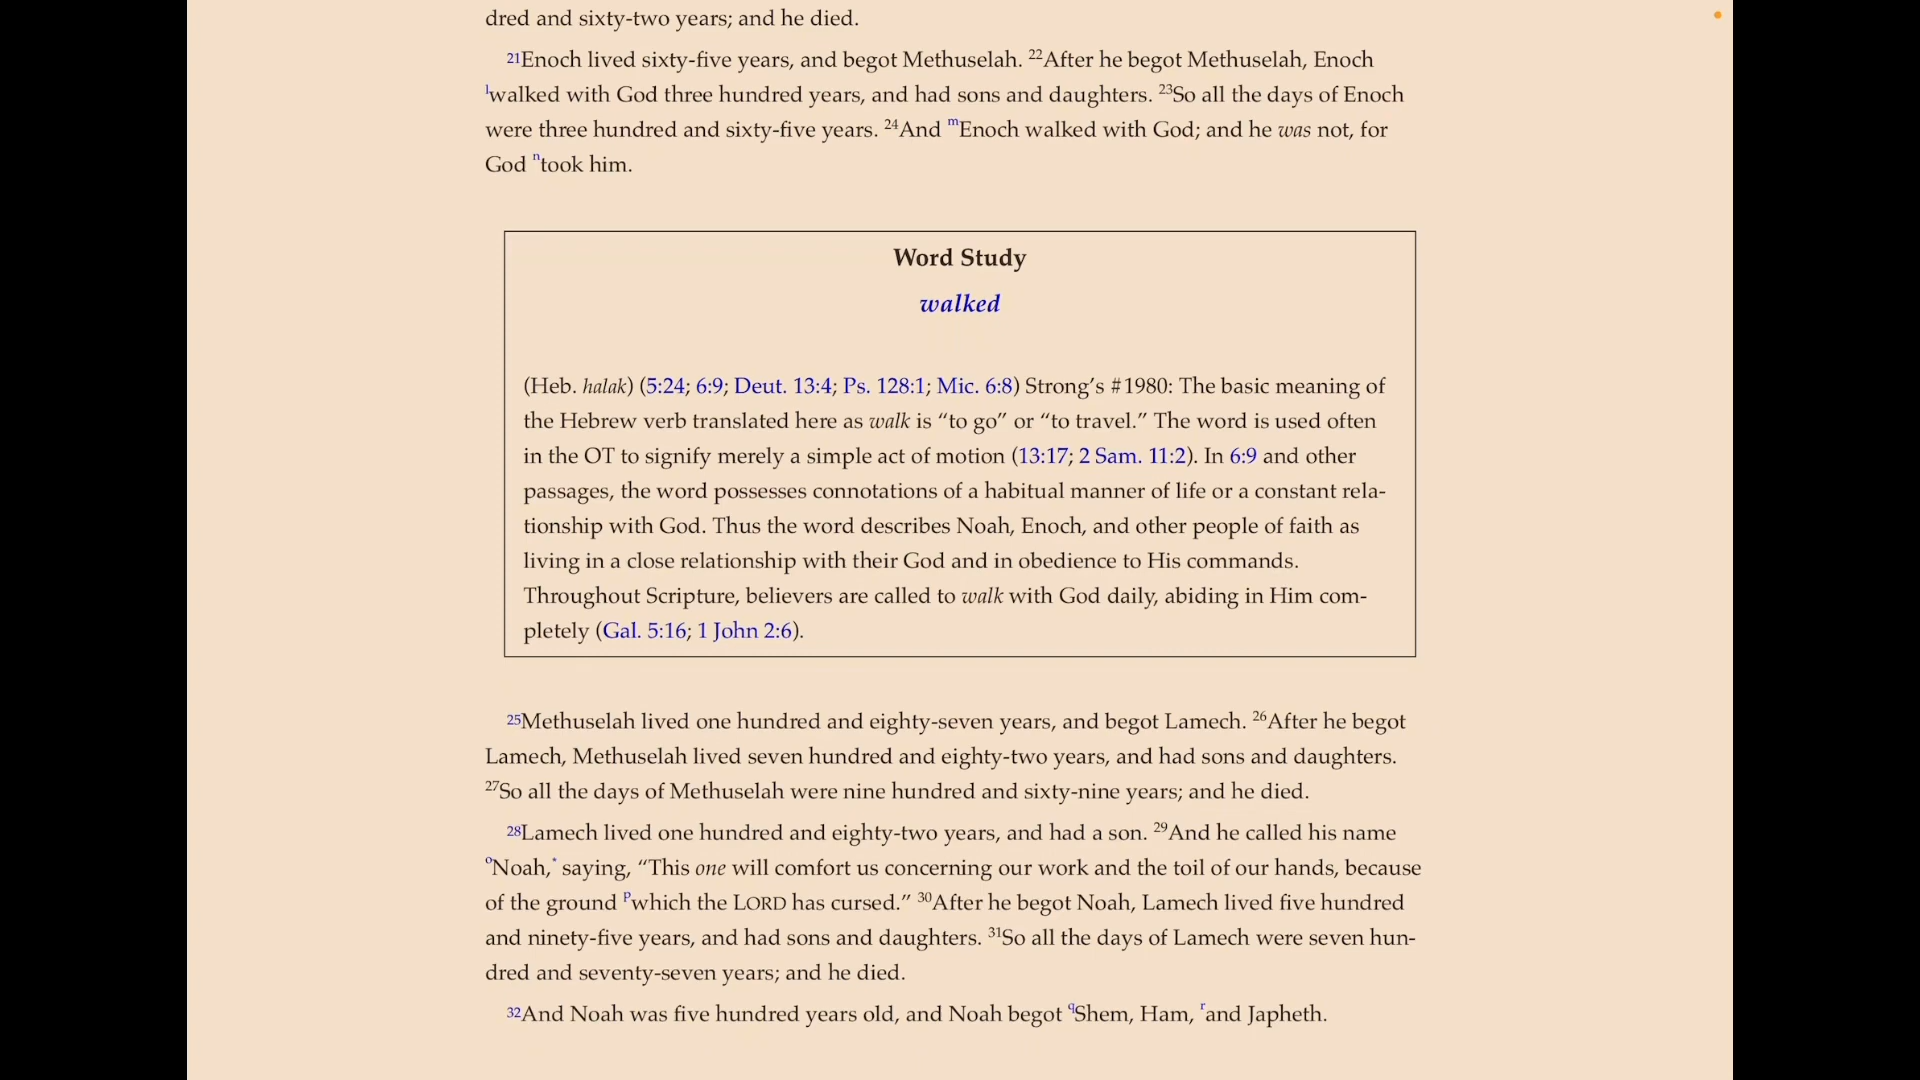 dred and sixty-two years; and he died.
21Enoch lived sixty-five years, and begot Methuselah. 22After he begot Methuselah, Enoch
lwalked with God three hundred years, and had sons and daughters. 23So all the days of Enoch
were three hundred and sixty-five years. 24And mEnoch walked with God; and he was not, for
God ntook him.
Word Study
walked
(Heb. halak) (5:24; 6:9; Deut. 13:4; Ps. 128:1; Mic. 6:8) Strong’s #1980: The basic meaning of
the Hebrew verb translated here as walk is “to go” or “to travel.” The word is used often
in the OT to signify merely a simple act of motion (13:17; 2 Sam. 11:2). In 6:9 and other
passages, the word possesses connotations of a habitual manner of life or a constant rela-
tionship with God. Thus the word describes Noah, Enoch, and other people of faith as
living in a close relationship with their God and in obedience to His commands.
Throughout Scripture, believers are called to walk with God daily, abiding in Him com-
pletely (Gal. 5:16; 1 John 2:6).
25Methuselah lived one hundred and eighty-seven years, and begot Lamech. 26After he begot
Lamech, Methuselah lived seven hundred and eighty-two years, and had sons and daughters.
27So all the days of Methuselah were nine hundred and sixty-nine years; and he died.
28Lamech lived one hundred and eighty-two years, and had a son. 29And he called his name
oNoah,* saying, “This one will comfort us concerning our work and the toil of our hands, because
of the ground pwhich the LORD has cursed.” 30After he begot Noah, Lamech lived five hundred
and ninety-five years, and had sons and daughters. 31So all the days of Lamech were seven hun-
dred and seventy-seven years; and he died.
32And Noah was five hundred years old, and Noah begot qShem, Ham, rand Japheth.